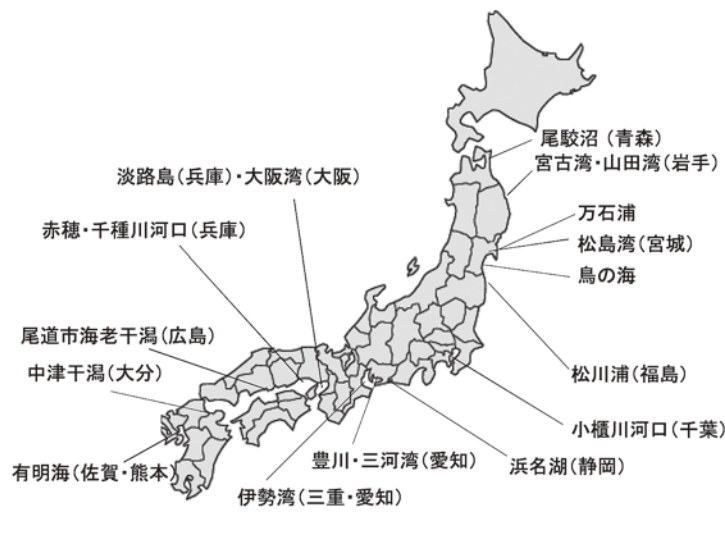 尾駮沼（青森）
宮古湾・山田湾（岩手）
淡路島（兵庫）・大阪湾（大阪）
万石浦
赤穂・千種川河口（兵庫）
松島湾（宮城）
鳥の海
尾道市海老干潟（広島）
中津干潟（大分）
松川浦（福島）
小櫃川河口（千葉）
豊川・三河湾（愛知）
浜名湖（静岡）
有明海（佐賀・熊本）
伊勢湾（三重・愛知）